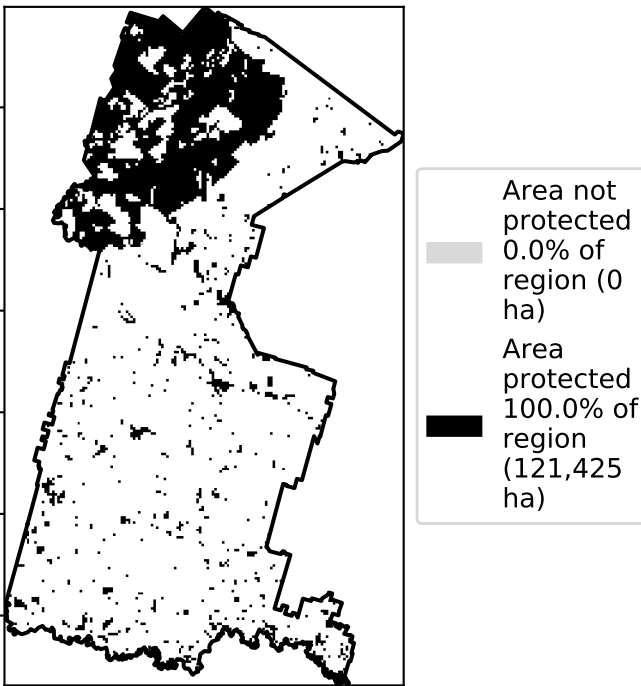 Area not
protected
0.0% of
region (0
ha)
Area
protected
100.0% of
region
(121,425
ha)